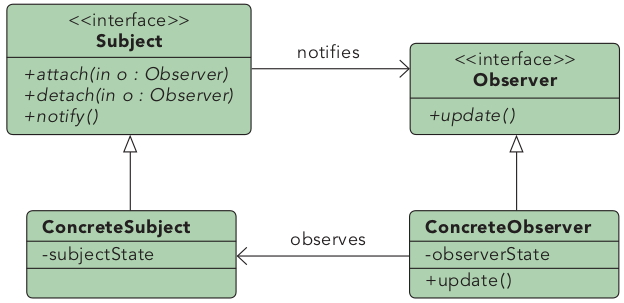 <<interface>>
Subject
+attach(in o : Observer)
+detach(in o : Observer)
+notify()
notifies
<<interface>>
Observer
+update()
ConcreteSubject
-subjectState
observes
ConcreteObserver
-observerState
+update()